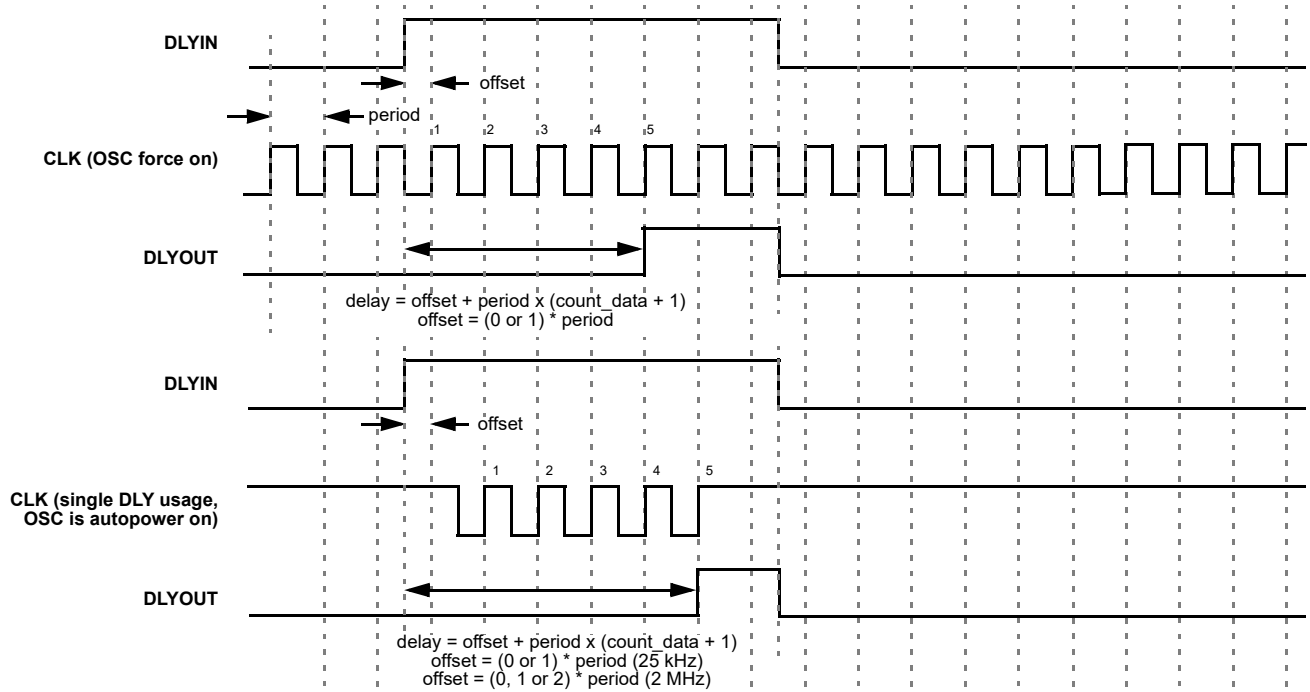 DLYIN
offset
period
1 2 3 4 5
CLK (OSC force on)
DLYOUT
delay = offset + period x (count_data + 1)
offset = (0 or 1) * period
DLYIN
offset
1 2 3 4 5
CLK (single DLY usage,
OSC is autopower on)
DLYOUT
delay = offset + period x (count_data + 1)
offset = (0 or 1) * period (25 kHz)
offset = (0, 1 or 2) * period (2 MHz)